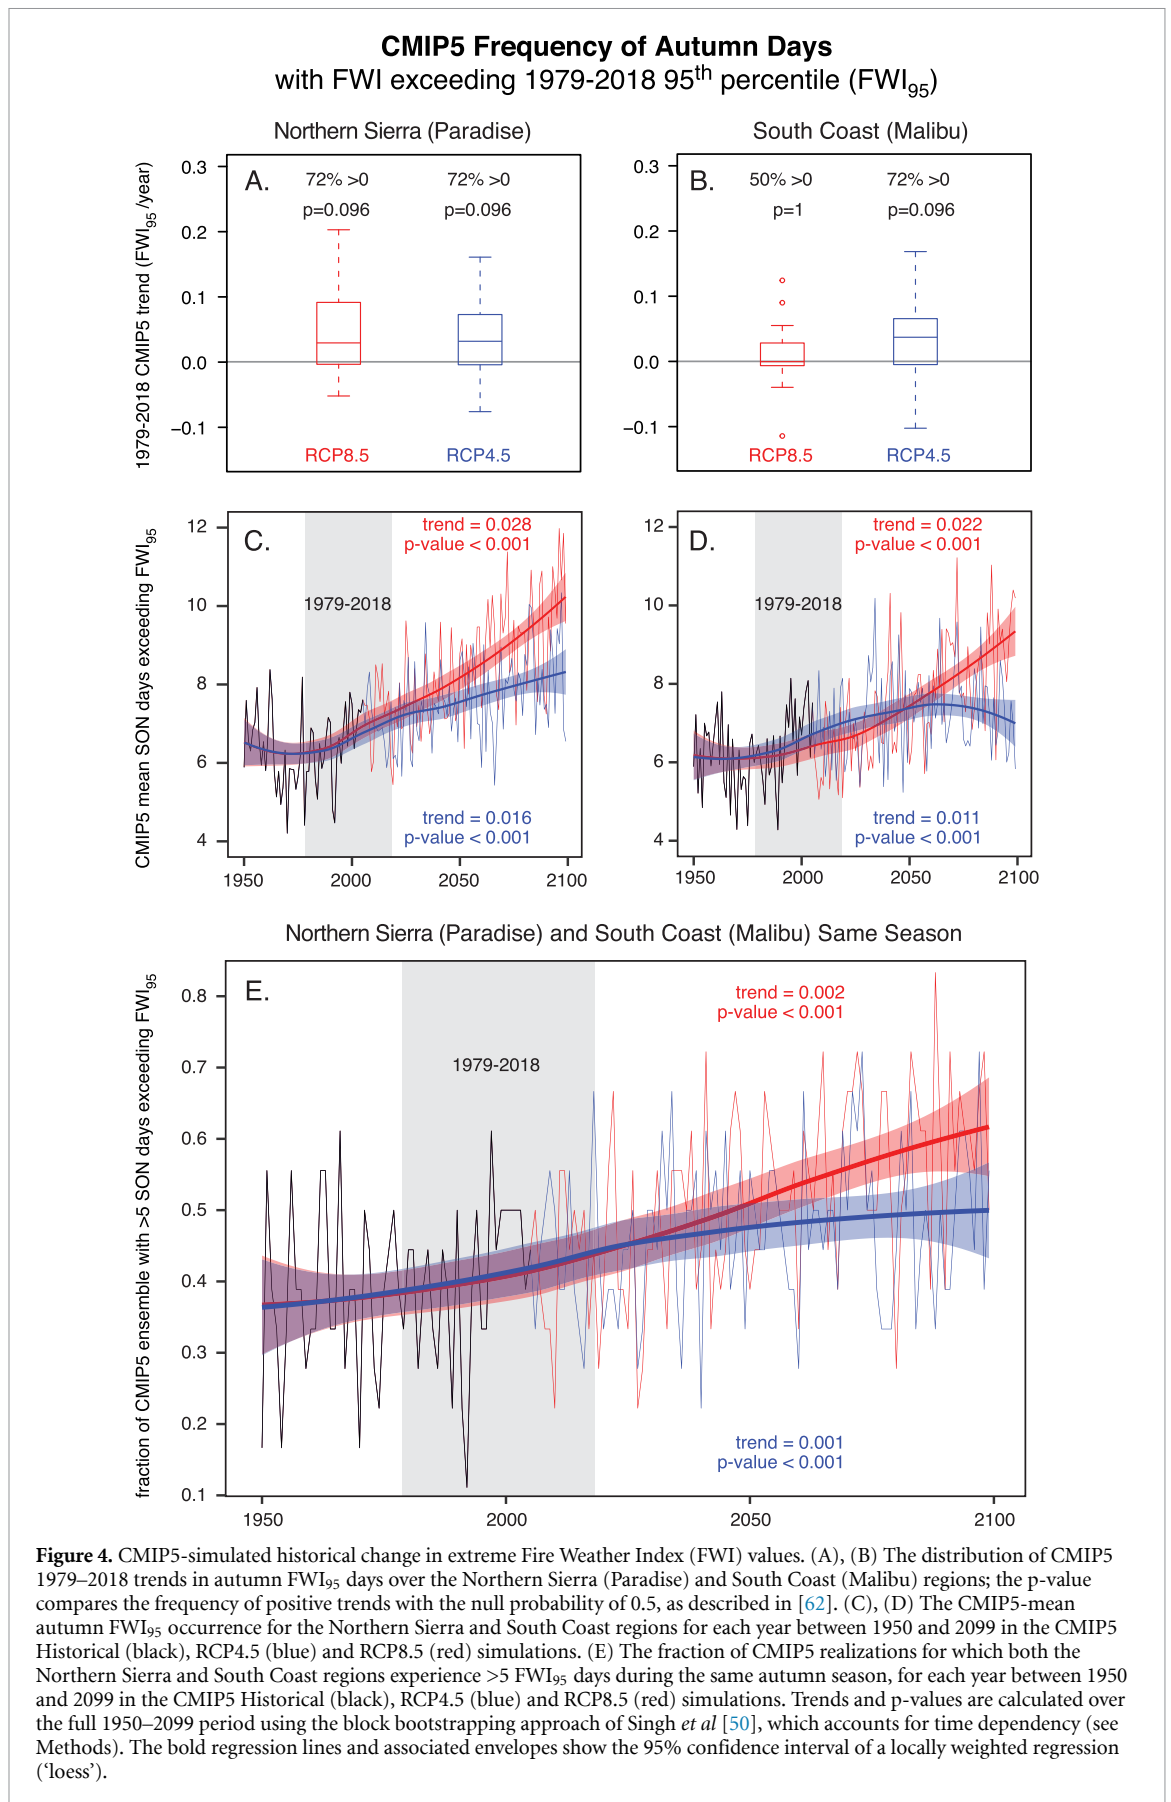 CMIP5 Frequency of Autumn Days
with FWI exceeding 1979-2018 95th percentile (FWI95)
Northern Sierra (Paradise)
South Coast (Malibu)
1979-2018 CMIP5 trend (FWI95 /year)
0.3
0.2
0.1
0.0
−0.1
A.
72% >0
72% >0
p=0.096
p=0.096
RCP8.5
RCP4.5
0.3
0.2
0.1
0.0
−0.1
B.
50% >0
72% >0
p=1
p=0.096
RCP8.5
RCP4.5
CMIP5 mean SON days exceeding FWI95
12
10
8
6
4
C.
trend = 0.028
p-value < 0.001
1979-2018
trend = 0.016
p-value < 0.001
1950
2000
2050
2100
12
10
8
6
4
D.
trend = 0.022
p-value < 0.001
1979-2018
trend = 0.011
p-value < 0.001
1950
2000
2050
2100
Northern Sierra (Paradise) and South Coast (Malibu) Same Season
fraction of CMIP5 ensemble with >5 SON days exceeding FWI95
0.8
0.7
0.6
0.5
0.4
0.3
0.2
0.1
E.
trend = 0.002
p-value < 0.001
1979-2018
trend = 0.001
p-value < 0.001
1950
2000
2050
2100
Figure 4. CMIP5-simulated historical change in extreme Fire Weather Index (FWI) values. (A), (B) The distribution of CMIP5
1979–2018 trends in autumn FWI95 days over the Northern Sierra (Paradise) and South Coast (Malibu) regions; the p-value
compares the frequency of positive trends with the null probability of 0.5, as described in [62]. (C), (D) The CMIP5-mean
autumn FWI95 occurrence for the Northern Sierra and South Coast regions for each year between 1950 and 2099 in the CMIP5
Historical (black), RCP4.5 (blue) and RCP8.5 (red) simulations. (E) The fraction of CMIP5 realizations for which both the
Northern Sierra and South Coast regions experience >5 FWI95 days during the same autumn season, for each year between 1950
and 2099 in the CMIP5 Historical (black), RCP4.5 (blue) and RCP8.5 (red) simulations. Trends and p-values are calculated over
the full 1950–2099 period using the block bootstrapping approach of Singh et al [50], which accounts for time dependency (see
Methods). The bold regression lines and associated envelopes show the 95% confidence interval of a locally weighted regression
(‘loess’).